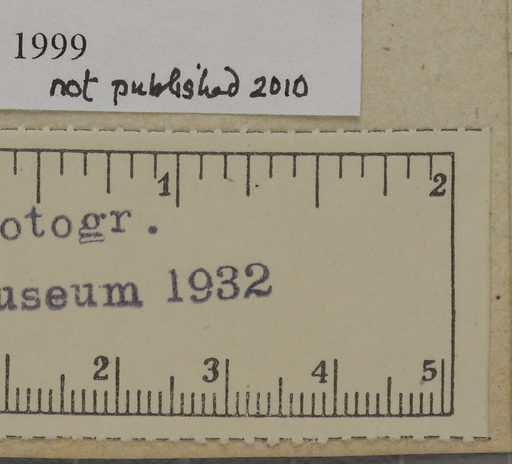 1999
not published 2010
1 2
otogr.
useum 1932
2 3 4 5